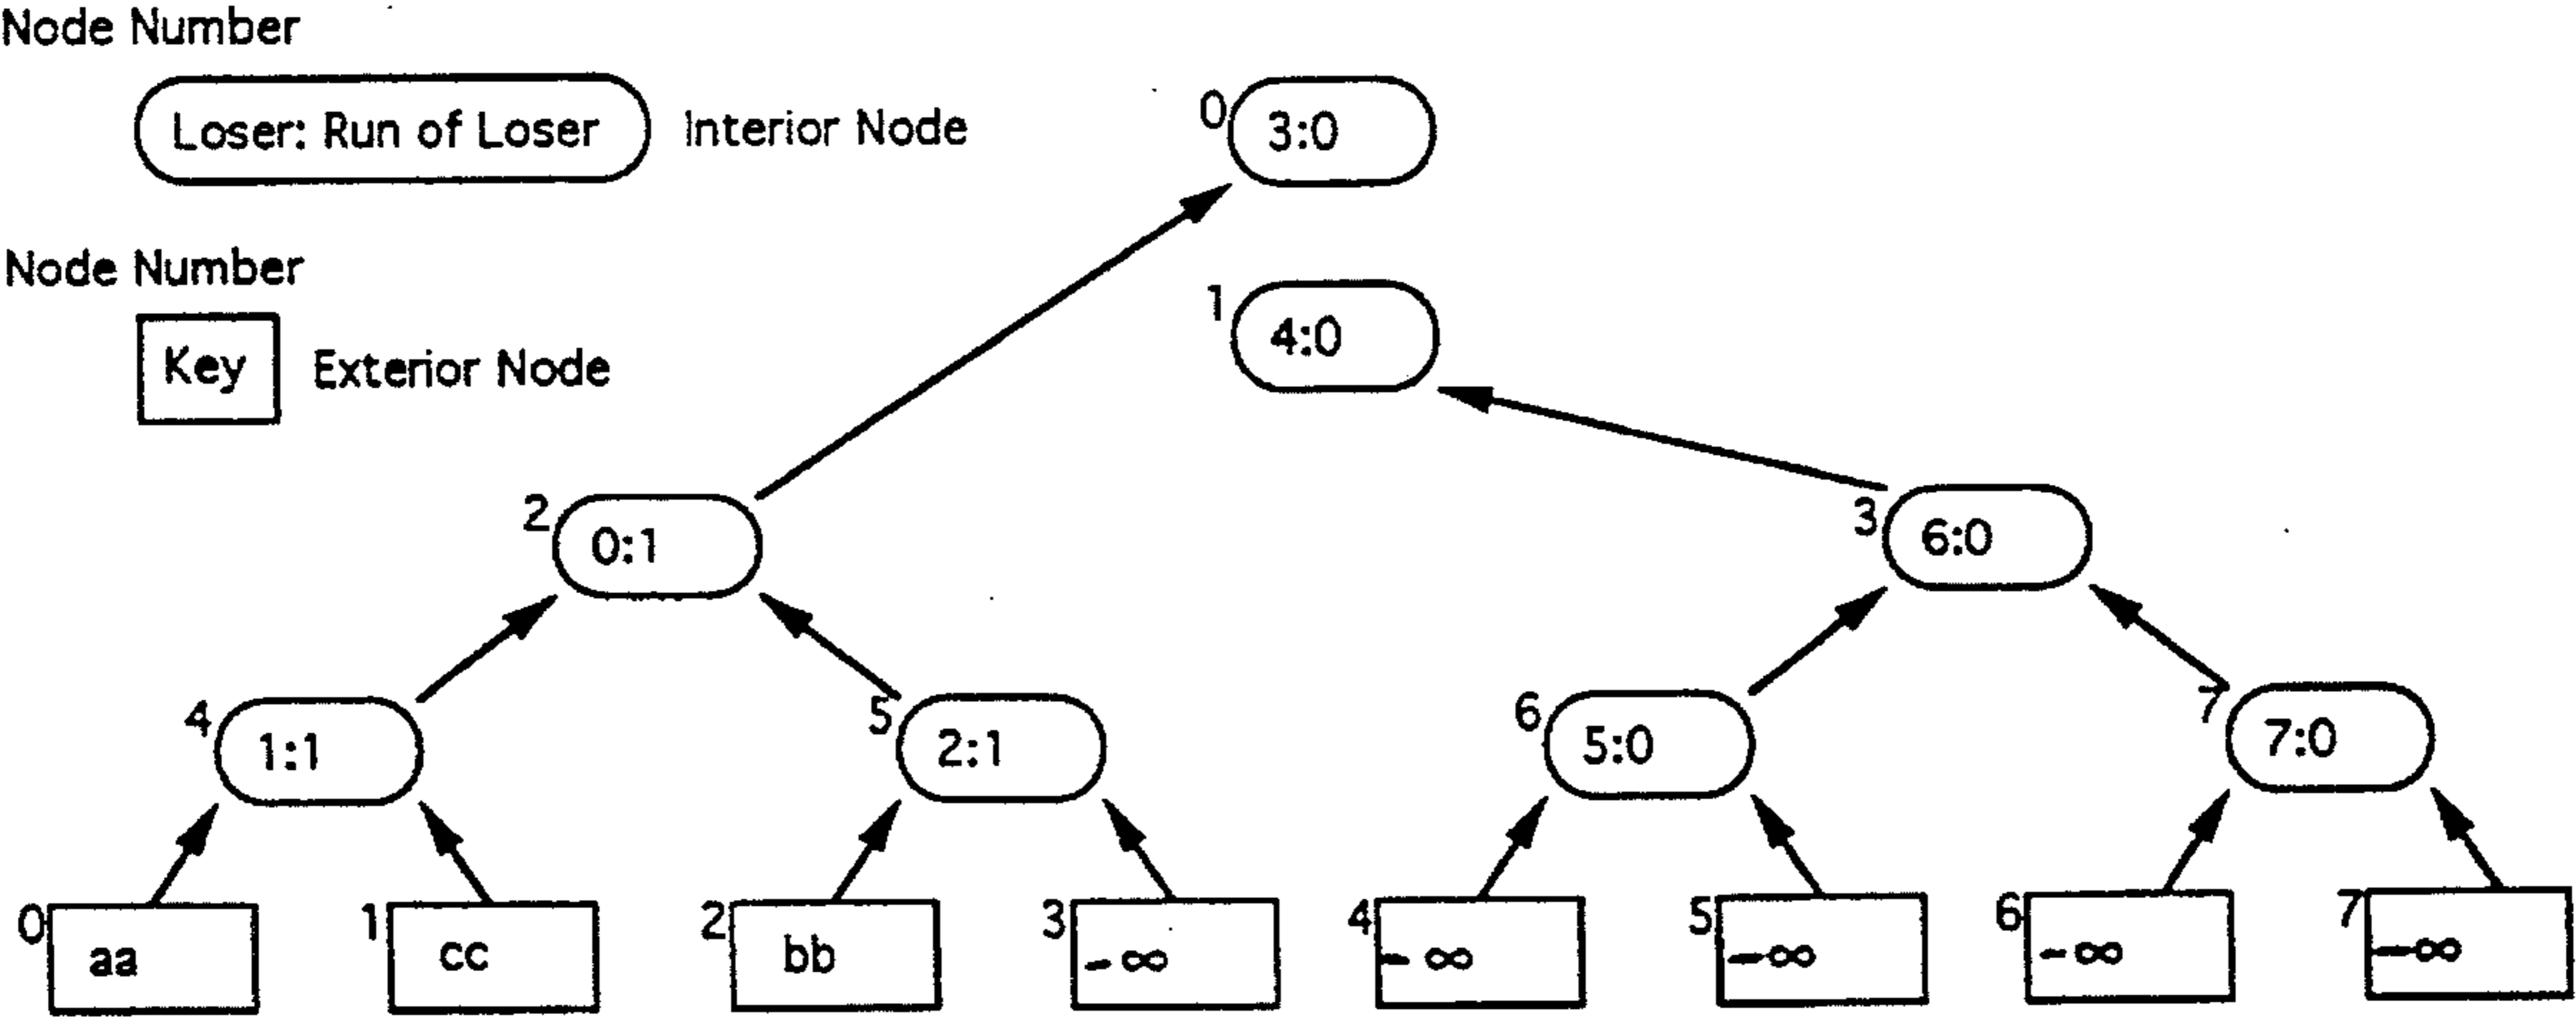 Node Number
Loser: Run of Loser Interior Node
Node Number
Key Exterior Node
0 3:0
1 4:0
2 0:1
3 6:0
4 1:1
5 2:1
6 5:0
7 7:0
0 aa
1 cc
2 bb
3 - ∞
4 - ∞
5 -∞
6 - ∞
7 -∞